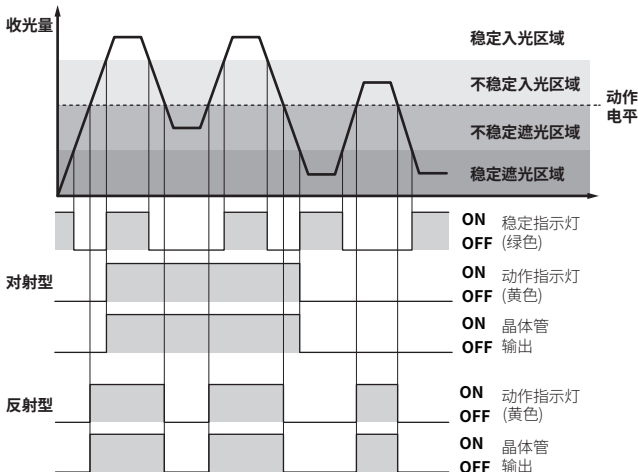 收光量
稳定入光区域
不稳定入光区域
动作
电平
不稳定遮光区域
稳定遮光区域
ON 稳定指示灯
OFF (绿色)
对射型
ON 动作指示灯
OFF (黄色)
ON 晶体管
OFF 输出
反射型
ON 动作指示灯
OFF (黄色)
ON 晶体管
OFF 输出